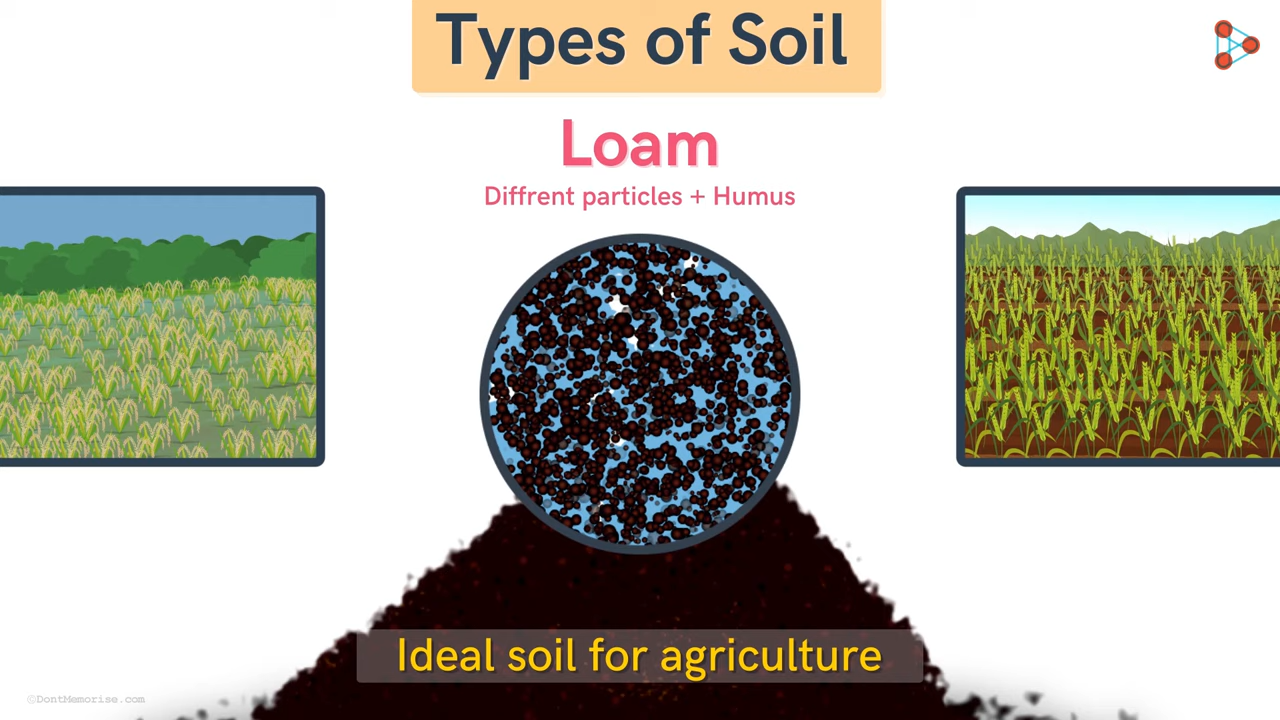 Types of Soil
Loam
Diffrent particles + Humus
Ideal soil for agriculture
©DontMemorise.com